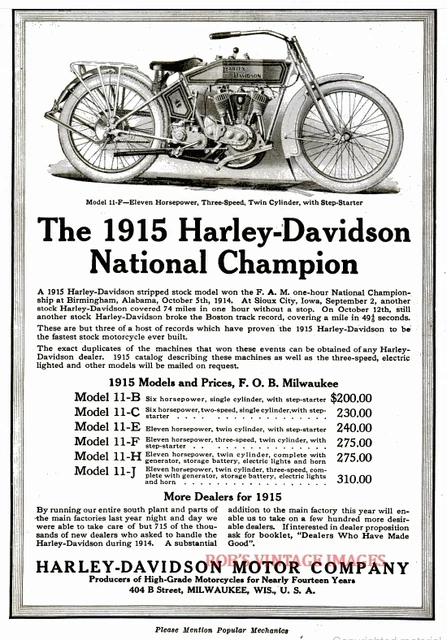 HARLEY-
DAVIDSON
Model 11-F—Eleven Horsepower, Three-Speed, Twin Cylinder, with Step-Starter
The 1915 Harley-Davidson
National Champion
A 1915 Harley-Davidson stripped stock model won the F. A. M. one-hour National Champion-
ship at Birmingham, Alabama, October 5th, 1914. At Sioux City, Iowa, September 2, another
stock Harley-Davidson covered 74 miles in one hour without a stop. On October 12th, still
another stock Harley-Davidson broke the Boston track record, covering a mile in 49⅘ seconds.
These are but three of a host of records which have proven the 1915 Harley-Davidson to be
the fastest stock motorcycle ever built.
The exact duplicates of the machines that won these events can be obtained of any Harley-
Davidson dealer. 1915 catalog describing these machines as well as the three-speed, electric
lighted and other models will be mailed on request.
1915 Models and Prices, F. O. B. Milwaukee
Model 11-B Six horsepower, single cylinder, with step-starter $200.00
Model 11-C Six horsepower, two-speed, single cylinder, with step-
starter . . . . . . . . . . 230.00
Model 11-E Eleven horsepower, twin cylinder, with step-starter 240.00
Model 11-F Eleven horsepower, three-speed, twin cylinder, with
step-starter . . . . . . . . . . 275.00
Model 11-H Eleven horsepower, twin cylinder, complete with
generator, storage battery, electric lights and horn 275.00
Model 11-J Eleven horsepower, twin cylinder, three-speed, com-
plete with generator, storage battery, electric lights
and horn . . . . . . . . . . 310.00
More Dealers for 1915
By running our entire south plant and parts of
the main factories last year night and day we
were able to take care of but 715 of the thou-
sands of new dealers who asked to handle the
Harley-Davidson during 1914. A substantial
addition to the main factory this year will en-
able us to take on a few hundred more desir-
able dealers. If interested in dealer proposition
ask for booklet, "Dealers Who Have Made
Good".
BOB'S VINTAGE IMAGES
HARLEY-DAVIDSON MOTOR COMPANY
Producers of High-Grade Motorcycles for Nearly Fourteen Years
404 B Street, MILWAUKEE, WIS., U. S. A.
Please Mention Popular Mechanics
Copyrighted material